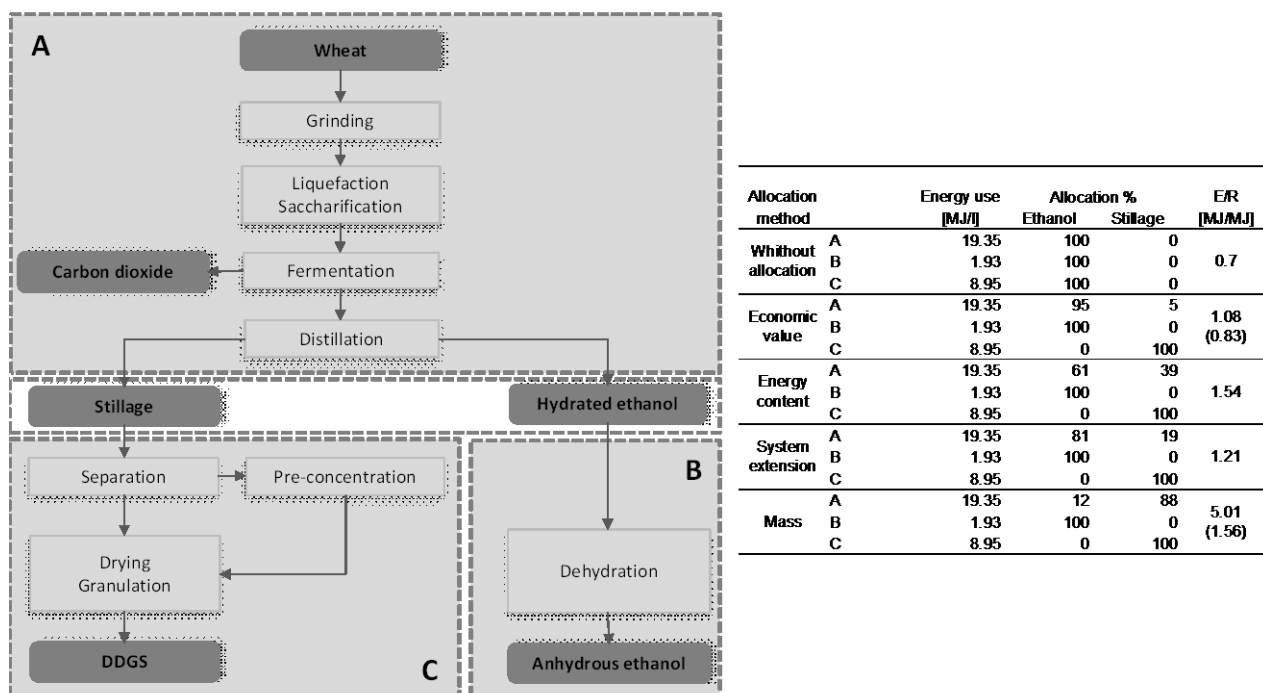 A
Wheat
Grinding
Liquefaction
Saccharification
Carbon dioxide
Fermentation
Distillation
Stillage
Hydrated ethanol
Separation
Pre-concentration
B
Drying
Granulation
Dehydration
DDGS
C
Anhydrous ethanol
Allocation method Energy use [MJ/l] Allocation % E/R [MJ/MJ]
Ethanol Stillage
Whithout allocation
A 19.35 100 0
B 1.93 100 0 0.7
C 8.95 100 0
Economic value
A 19.35 95 5
B 1.93 100 0 1.08 (0.83)
C 8.95 0 100
Energy content
A 19.35 61 39
B 1.93 100 0 1.54
C 8.95 0 100
System extension
A 19.35 81 19
B 1.93 100 0 1.21
C 8.95 0 100
Mass
A 19.35 12 88
B 1.93 100 0 5.01 (1.56)
C 8.95 0 100